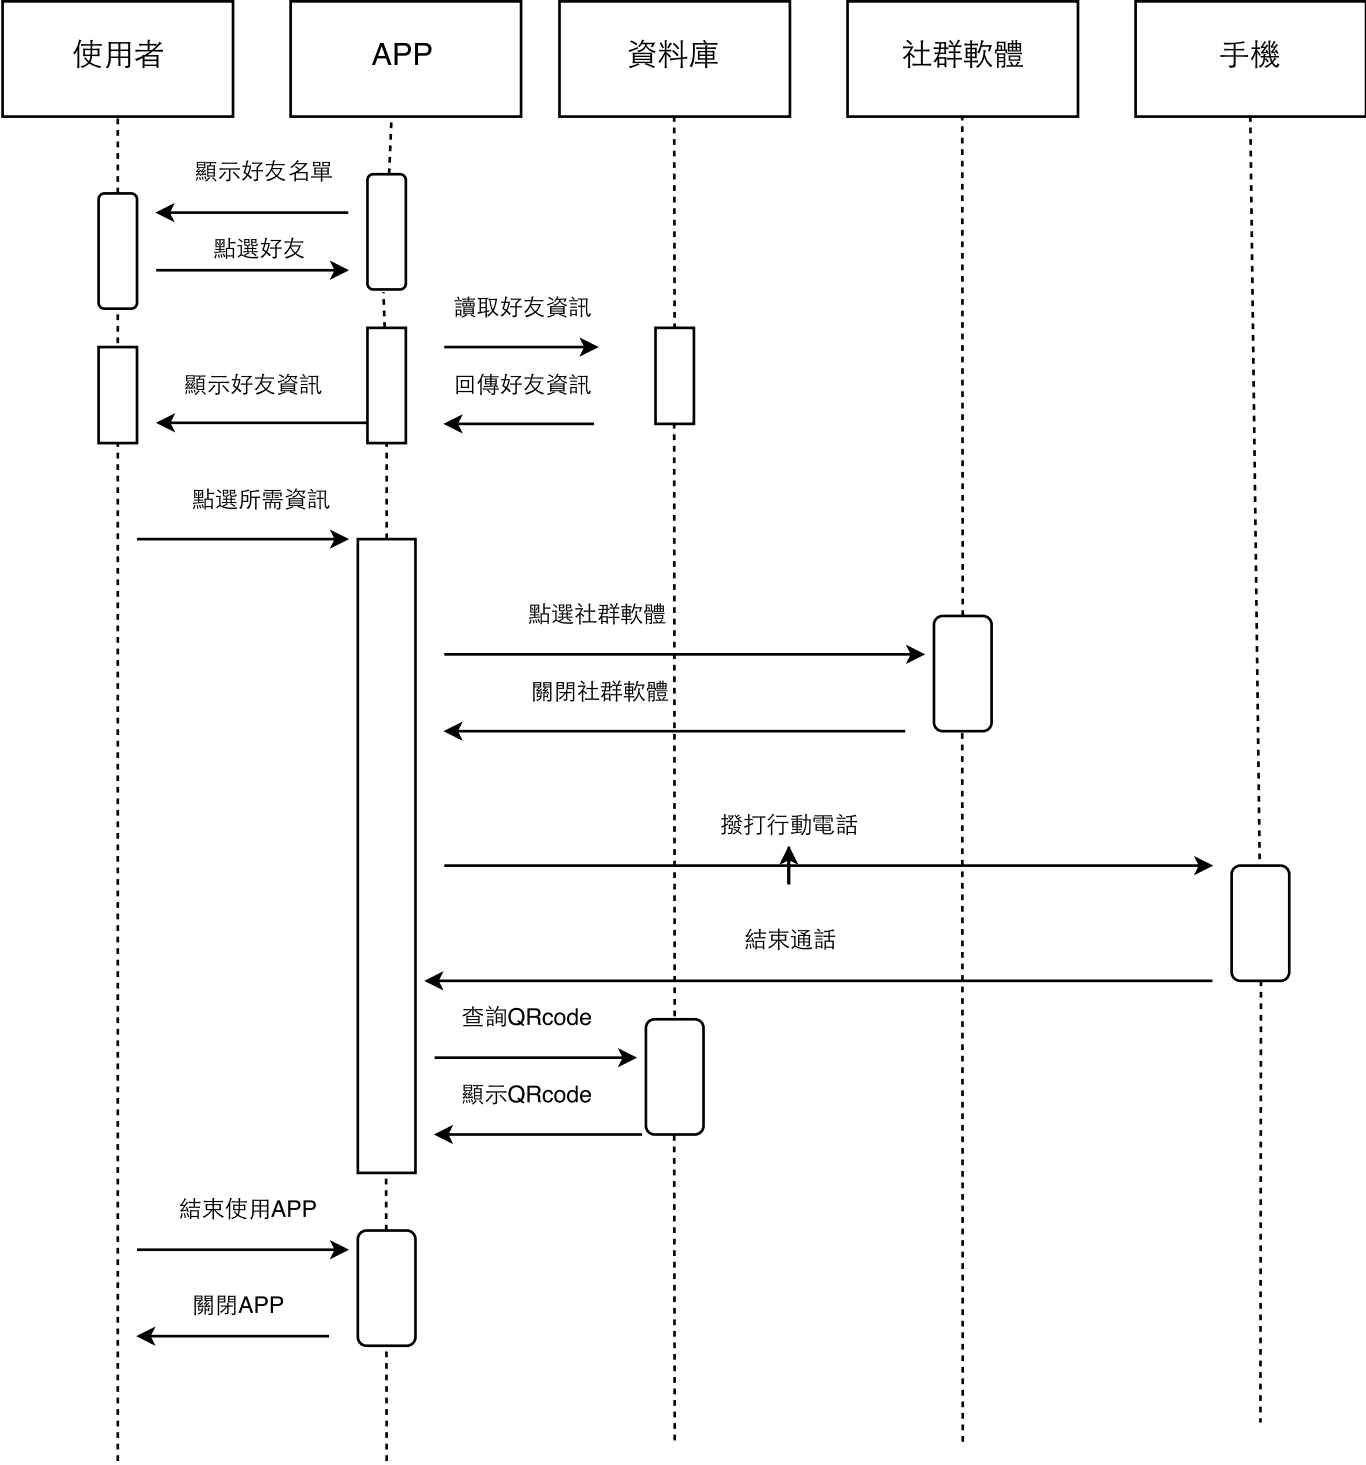 使用者
APP
資料庫
社群軟體
手機
顯示好友名單
點選好友
讀取好友資訊
顯示好友資訊
回傳好友資訊
點選所需資訊
點選社群軟體
關閉社群軟體
撥打行動電話
結束通話
查詢QRcode
顯示QRcode
結束使用APP
關閉APP